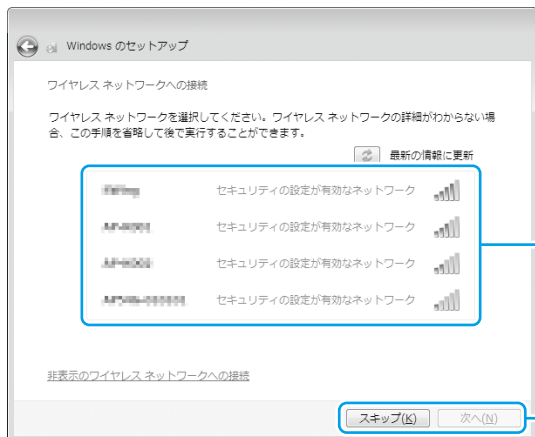 Windows のセットアップ
ワイヤレス ネットワークへの接続
ワイヤレス ネットワークを選択してください。ワイヤレス ネットワークの詳細がわからない場
合、この手順を省略して後で実行することができます。
最新の情報に更新
セキュリティの設定が有効なネットワーク
セキュリティの設定が有効なネットワーク
セキュリティの設定が有効なネットワーク
セキュリティの設定が有効なネットワーク
非表示のワイヤレス ネットワークへの接続
スキップ(K) 次へ(N)